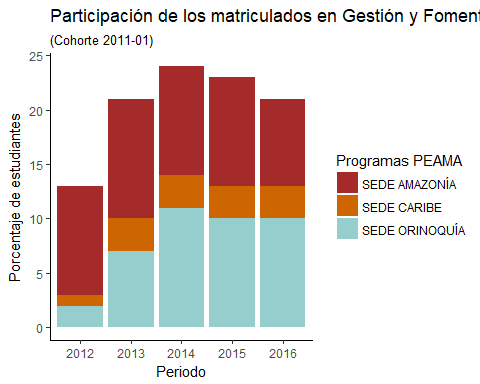 Participación de los matriculados en Gestión y Foment
(Cohorte 2011-01)
Porcentaje de estudiantes
25
20
15
10
5
0
2012 2013 2014 2015 2016
Periodo
Programas PEAMA
SEDE AMAZONÍA
SEDE CARIBE
SEDE ORINOQUÍA